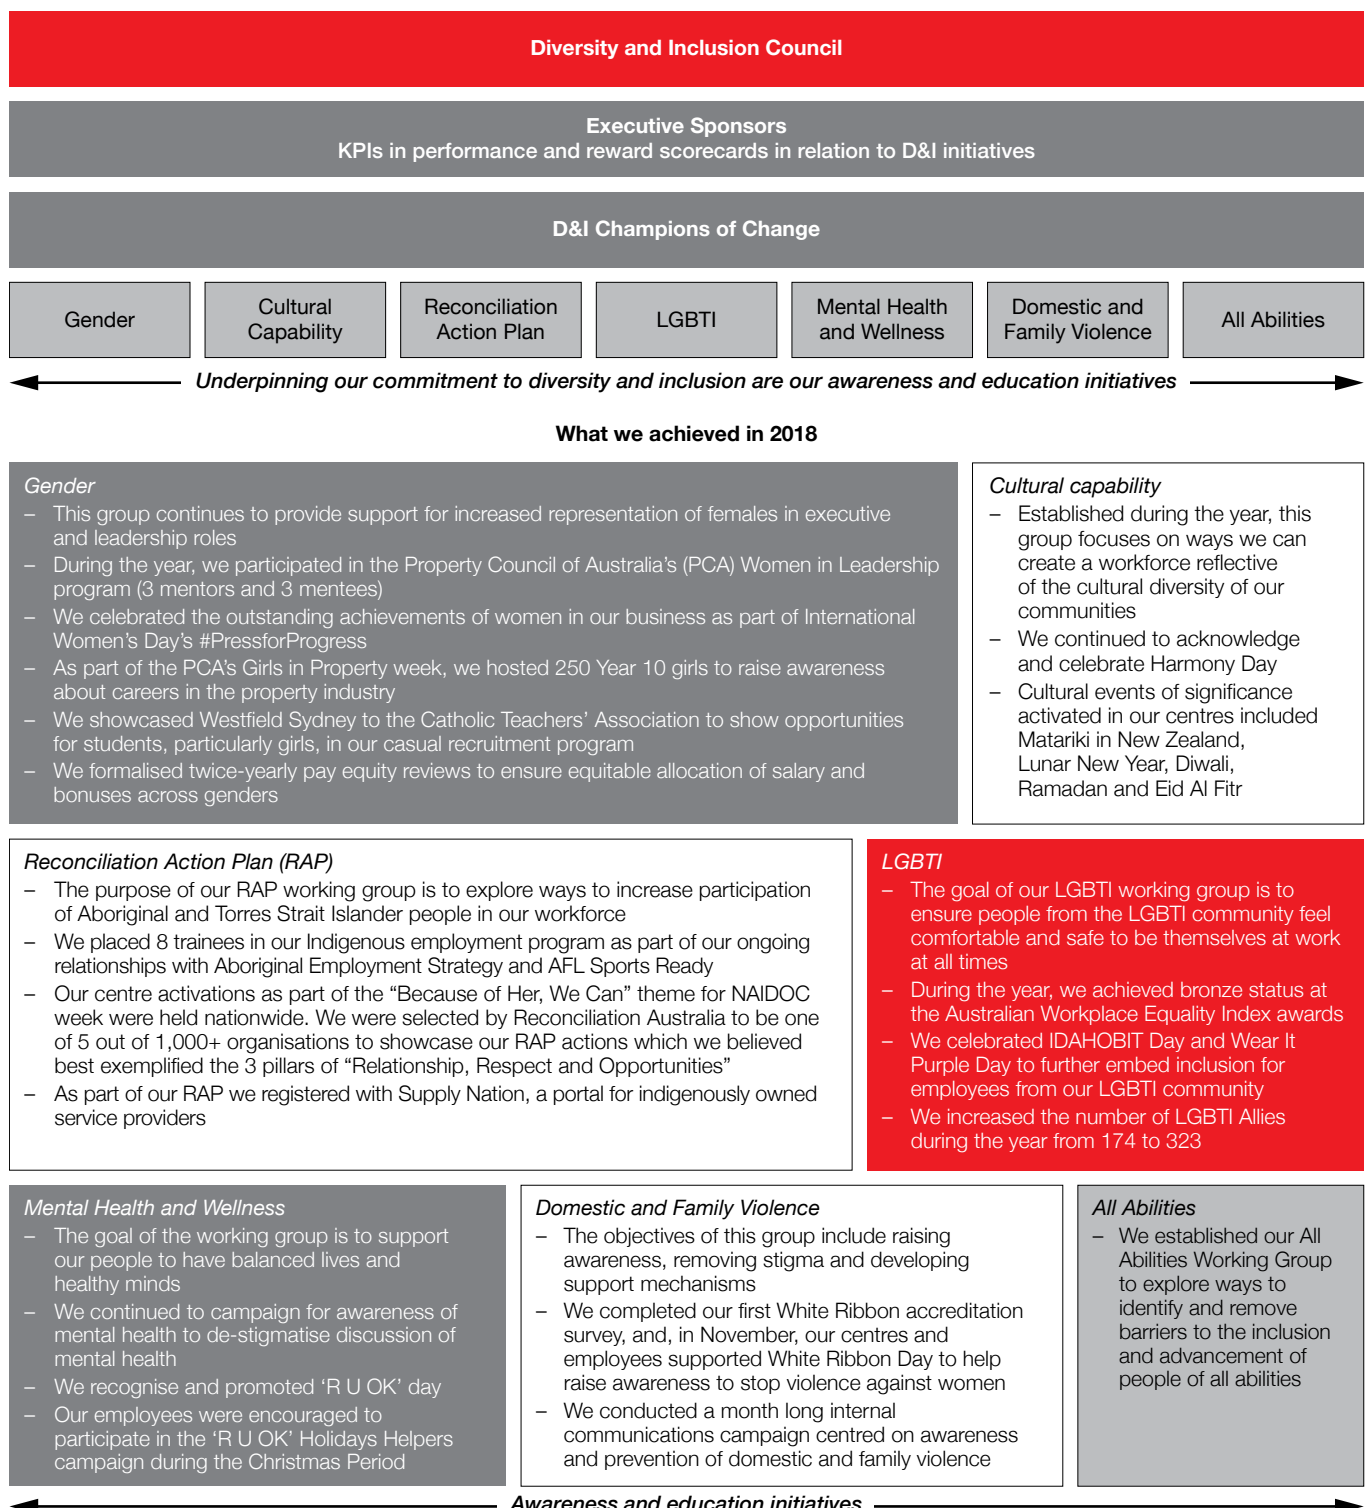 Diversity and Inclusion Council
Executive Sponsors
KPIs in performance and reward scorecards in relation to D&I initiatives
D&I Champions of Change
Gender
Cultural
Capability
Reconciliation
Action Plan
LGBTI
Mental Health
and Wellness
Domestic and
Family Violence
All Abilities
Underpinning our commitment to diversity and inclusion are our awareness and education initiatives
What we achieved in 2018
Gender
– This group continues to provide support for increased representation of females in executive
and leadership roles
– During the year, we participated in the Property Council of Australia’s (PCA) Women in Leadership
program (3 mentors and 3 mentees)
– We celebrated the outstanding achievements of women in our business as part of International
Women’s Day’s #PressforProgress
– As part of the PCA’s Girls in Property week, we hosted 250 Year 10 girls to raise awareness
about careers in the property industry
– We showcased Westfield Sydney to the Catholic Teachers’ Association to show opportunities
for students, particularly girls, in our casual recruitment program
– We formalised twice-yearly pay equity reviews to ensure equitable allocation of salary and
bonuses across genders
Cultural capability
– Established during the year, this
group focuses on ways we can
create a workforce reflective
of the cultural diversity of our
communities
– We continued to acknowledge
and celebrate Harmony Day
– Cultural events of significance
activated in our centres included
Matariki in New Zealand,
Lunar New Year, Diwali,
Ramadan and Eid Al Fitr
Reconciliation Action Plan (RAP)
– The purpose of our RAP working group is to explore ways to increase participation
of Aboriginal and Torres Strait Islander people in our workforce
– We placed 8 trainees in our Indigenous employment program as part of our ongoing
relationships with Aboriginal Employment Strategy and AFL Sports Ready
– Our centre activations as part of the “Because of Her, We Can” theme for NAIDOC
week were held nationwide. We were selected by Reconciliation Australia to be one
of 5 out of 1,000+ organisations to showcase our RAP actions which we believed
best exemplified the 3 pillars of “Relationship, Respect and Opportunities”
– As part of our RAP we registered with Supply Nation, a portal for indigenously owned
service providers
LGBTI
– The goal of our LGBTI working group is to
ensure people from the LGBTI community feel
comfortable and safe to be themselves at work
at all times
– During the year, we achieved bronze status at
the Australian Workplace Equality Index awards
– We celebrated IDAHOBIT Day and Wear It
Purple Day to further embed inclusion for
employees from our LGBTI community
– We increased the number of LGBTI Allies
during the year from 174 to 323
Mental Health and Wellness
– The goal of the working group is to support
our people to have balanced lives and
healthy minds
– We continued to campaign for awareness of
mental health to de-stigmatise discussion of
mental health
– We recognise and promoted ‘R U OK’ day
– Our employees were encouraged to
participate in the ‘R U OK’ Holidays Helpers
campaign during the Christmas Period
Domestic and Family Violence
– The objectives of this group include raising
awareness, removing stigma and developing
support mechanisms
– We completed our first White Ribbon accreditation
survey, and, in November, our centres and
employees supported White Ribbon Day to help
raise awareness to stop violence against women
– We conducted a month long internal
communications campaign centred on awareness
and prevention of domestic and family violence
All Abilities
– We established our All
Abilities Working Group
to explore ways to
identify and remove
barriers to the inclusion
and advancement of
people of all abilities
Awareness and education initiatives